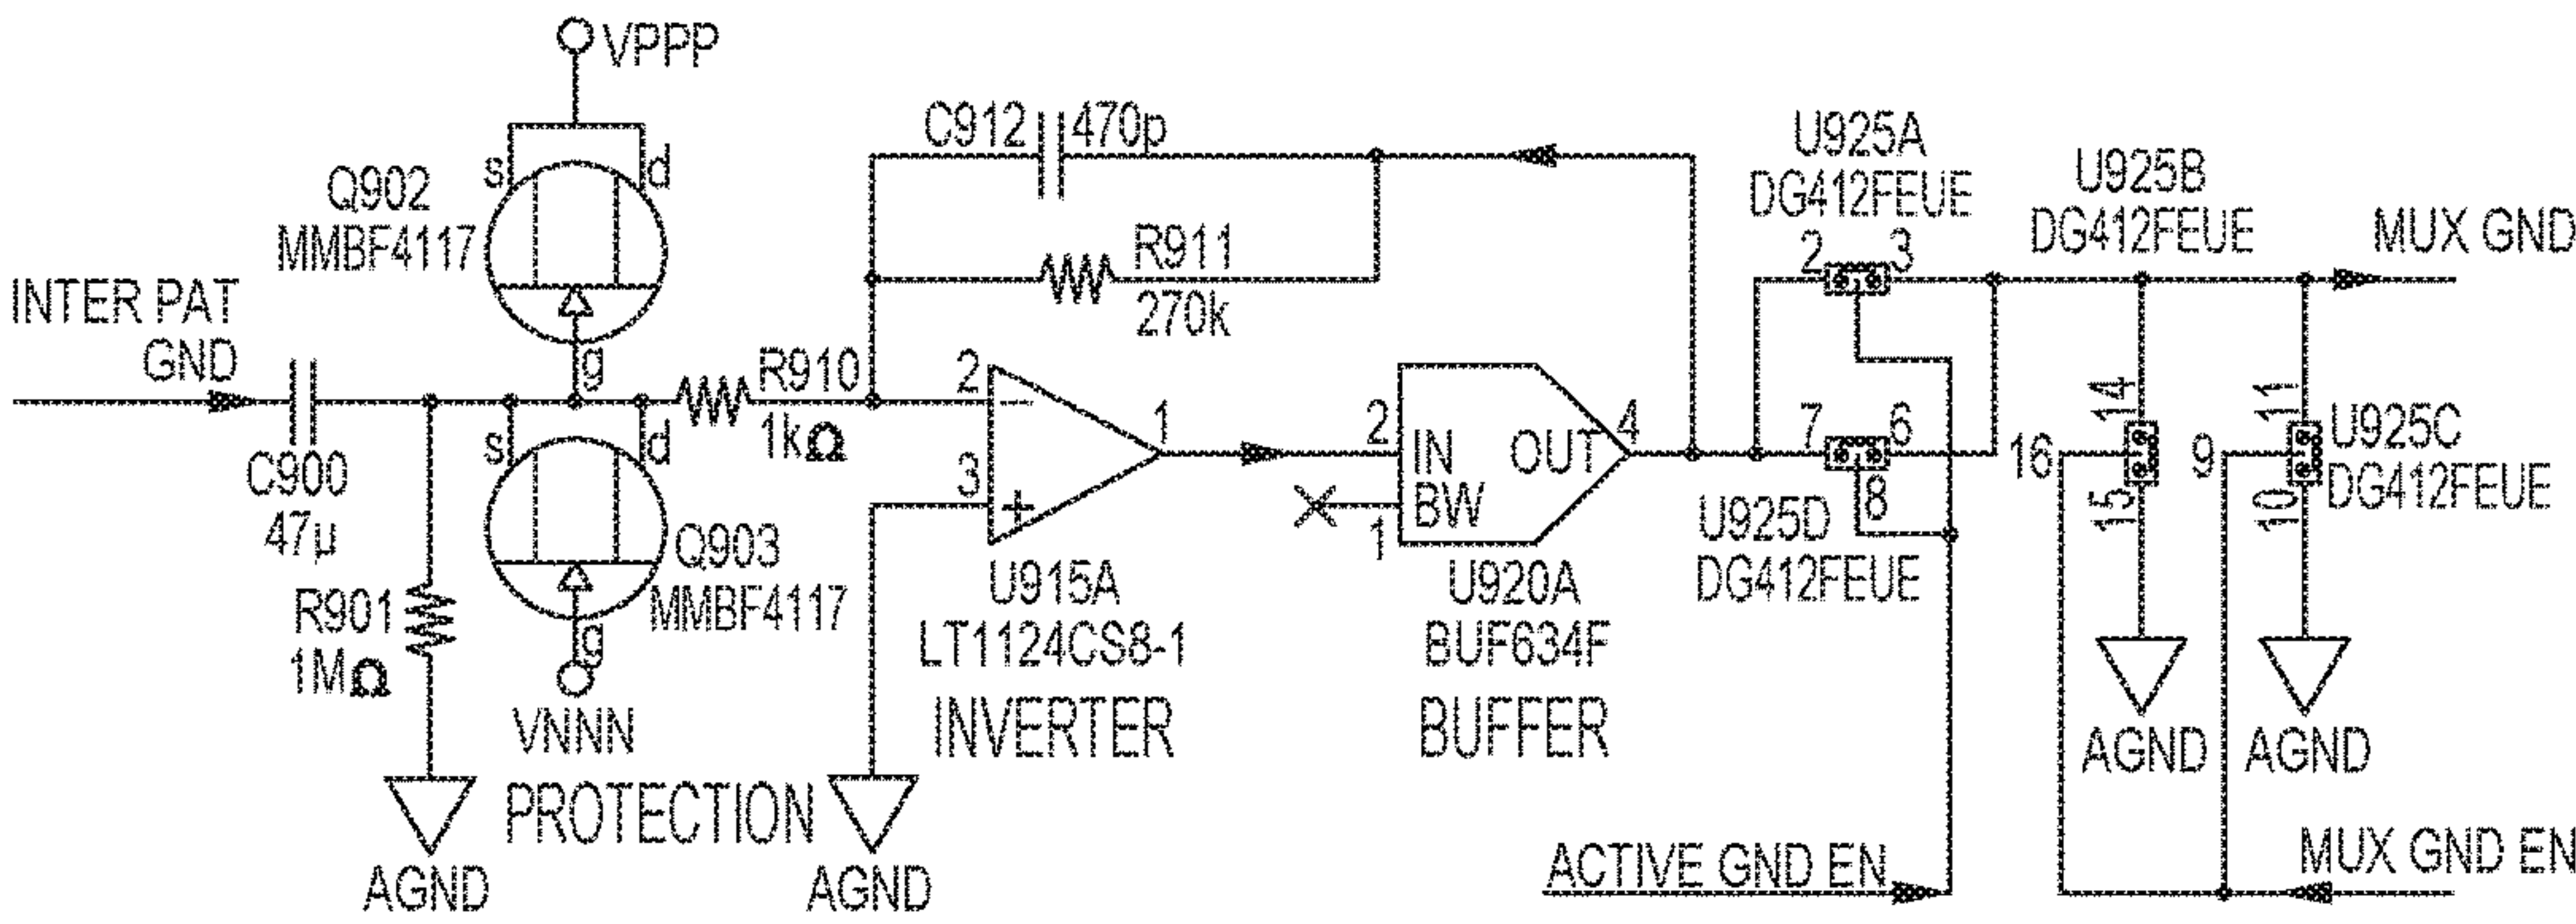 VPPP
s
d
Q902
MMBF4117
g
INTER PAT
GND
C900
47µ
R901
1MΩ
AGND
s
d
Q903
MMBF4117
g
VNNN
PROTECTION
R910
1kΩ
C912
470p
R911
270k
2
3
1
−
+
U915A
LT1124CS8-1
INVERTER
AGND
2
1
IN
BW
OUT
4
U920A
BUF634F
BUFFER
U925A
DG412FEUE
2
3
7
6
8
U925D
DG412FEUE
ACTIVE GND EN
U925B
DG412FEUE
MUX GND
14
16
15
AGND
11
9
10
U925C
DG412FEUE
AGND
MUX GND EN